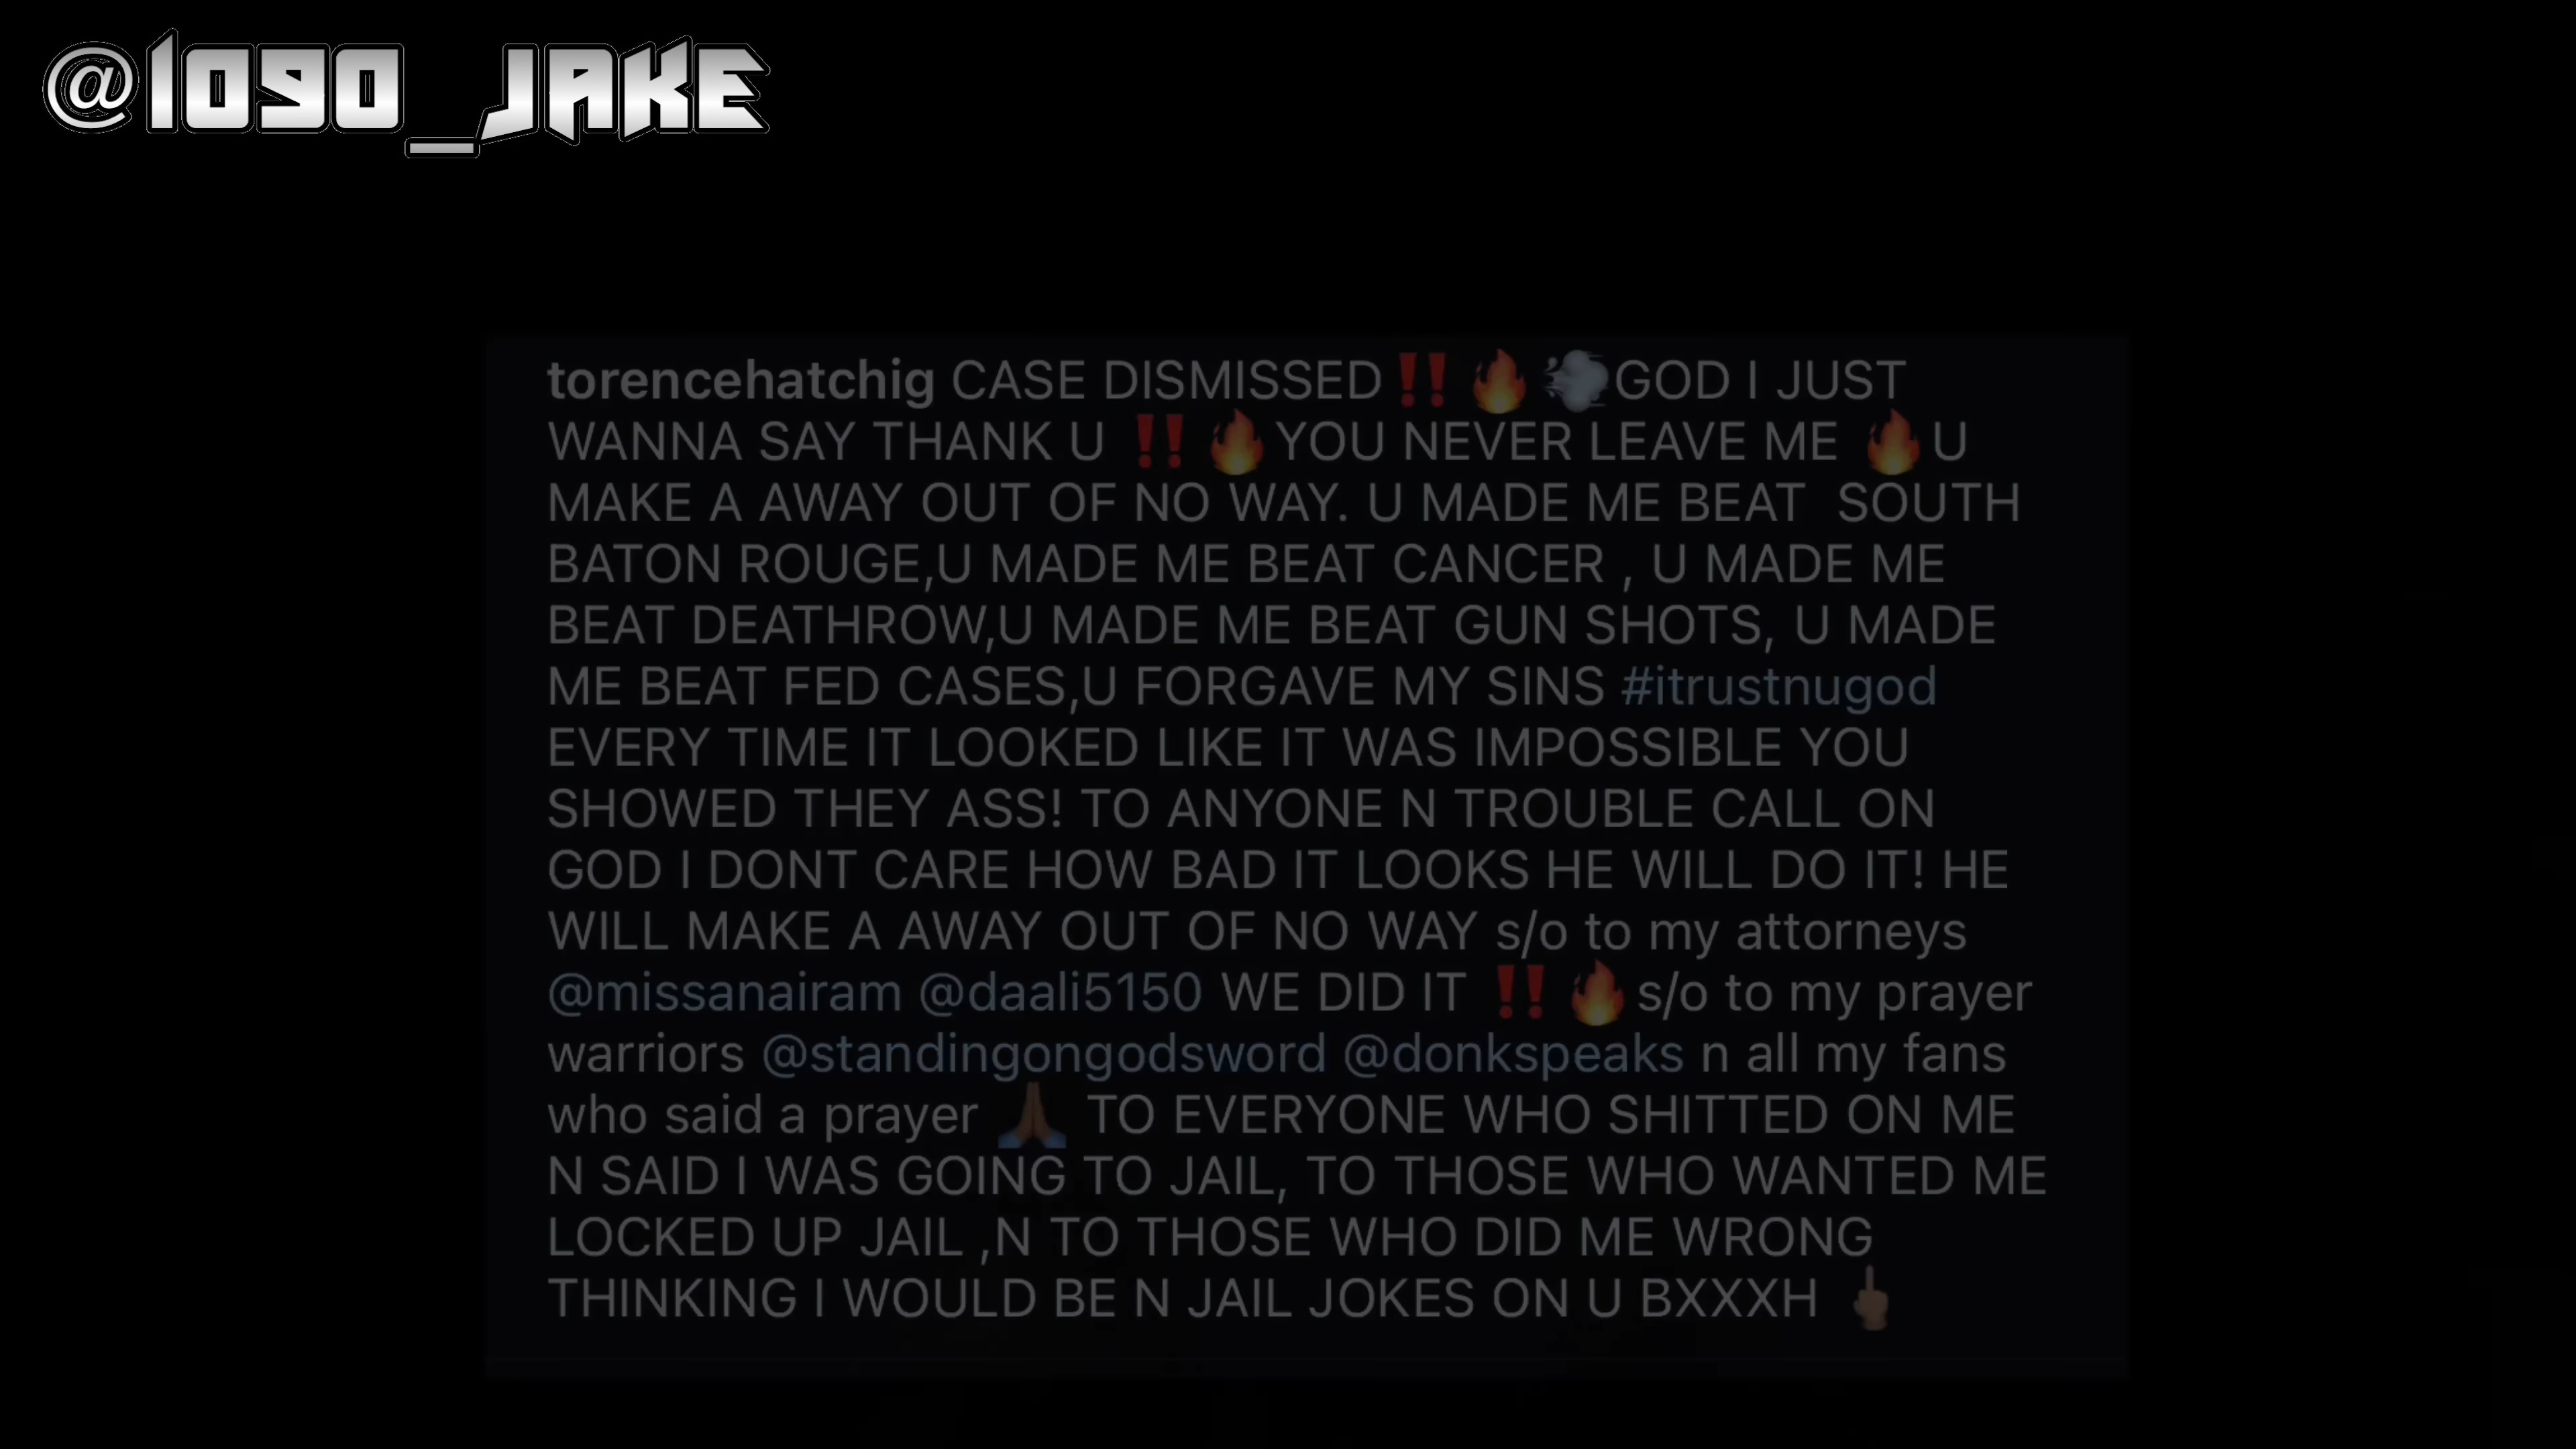 @1090_JAKE
torencehatchig CASE DISMISSED‼️🔥💨GOD I JUST
WANNA SAY THANK U ‼️🔥YOU NEVER LEAVE ME 🔥U
MAKE A AWAY OUT OF NO WAY. U MADE ME BEAT SOUTH
BATON ROUGE,U MADE ME BEAT CANCER , U MADE ME
BEAT DEATHROW,U MADE ME BEAT GUN SHOTS, U MADE
ME BEAT FED CASES,U FORGAVE MY SINS #itrustnugod
EVERY TIME IT LOOKED LIKE IT WAS IMPOSSIBLE YOU
SHOWED THEY ASS! TO ANYONE N TROUBLE CALL ON
GOD I DONT CARE HOW BAD IT LOOKS HE WILL DO IT! HE
WILL MAKE A AWAY OUT OF NO WAY s/o to my attorneys
@missanairam @daali5150 WE DID IT ‼️🔥s/o to my prayer
warriors @standingongodsword @donkspeaks n all my fans
who said a prayer 🙏🏾 TO EVERYONE WHO SHITTED ON ME
N SAID I WAS GOING TO JAIL, TO THOSE WHO WANTED ME
LOCKED UP JAIL ,N TO THOSE WHO DID ME WRONG
THINKING I WOULD BE N JAIL JOKES ON U BXXXH 🖕🏽